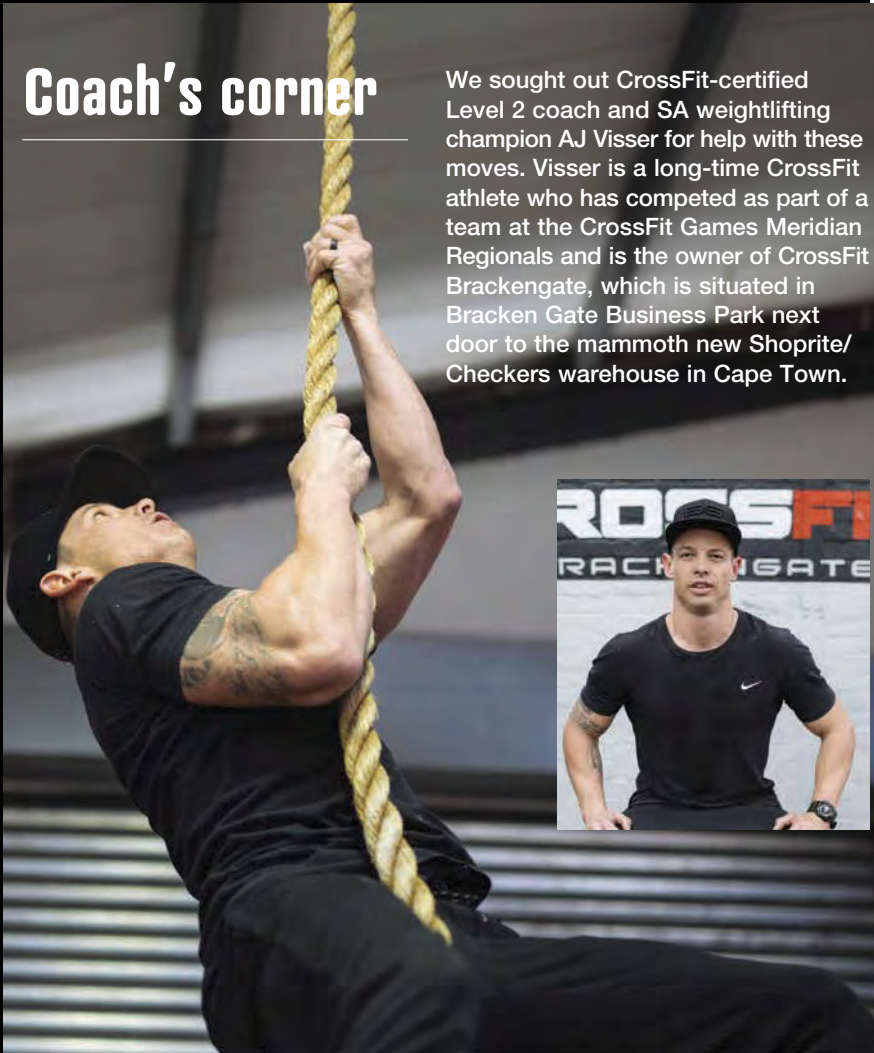 Coach's corner
We sought out CrossFit-certified
Level 2 coach and SA weightlifting
champion AJ Visser for help with these
moves. Visser is a long-time CrossFit
athlete who has competed as part of a
team at the CrossFit Games Meridian
Regionals and is the owner of CrossFit
Brackengate, which is situated in
Bracken Gate Business Park next
door to the mammoth new Shoprite/
Checkers warehouse in Cape Town.
ROSSFI
RACK NGATE